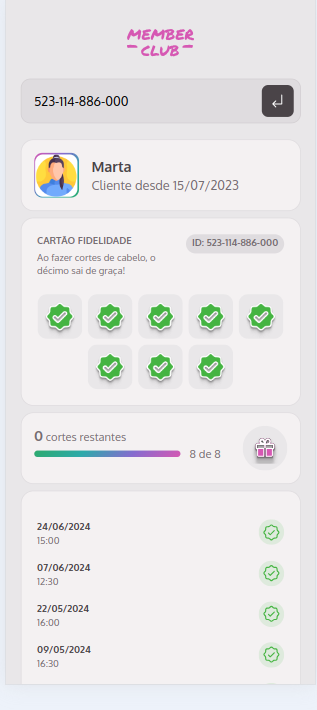 MEMBER
CLUB
523-114-886-000
Marta
Cliente desde 15/07/2023
CARTÃO FIDELIDADE
ID: 523-114-886-000
Ao fazer cortes de cabelo, o
décimo sai de graça!
0 cortes restantes
8 de 8
24/06/2024
15:00
07/06/2024
12:30
22/05/2024
16:00
09/05/2024
16:30